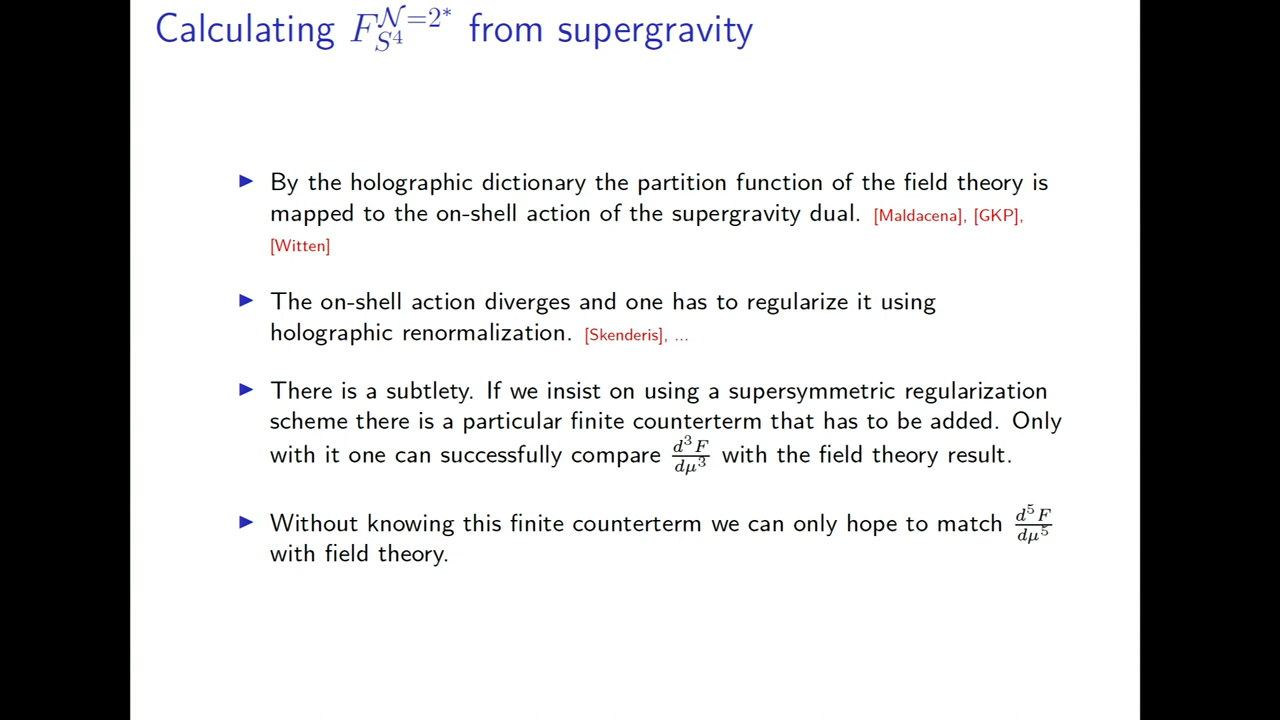 Calculating $F_{S^4}^{\mathcal{N}=2^*}$ from supergravity
▶ By the holographic dictionary the partition function of the field theory is
mapped to the on-shell action of the supergravity dual. [Maldacena], [GKP],
[Witten]
▶ The on-shell action diverges and one has to regularize it using
holographic renormalization. [Skenderis], ...
▶ There is a subtlety. If we insist on using a supersymmetric regularization
scheme there is a particular finite counterterm that has to be added. Only
with it one can successfully compare $\frac{d^3F}{d\mu^3}$ with the field theory result.
▶ Without knowing this finite counterterm we can only hope to match $\frac{d^5F}{d\mu^5}$
with field theory.